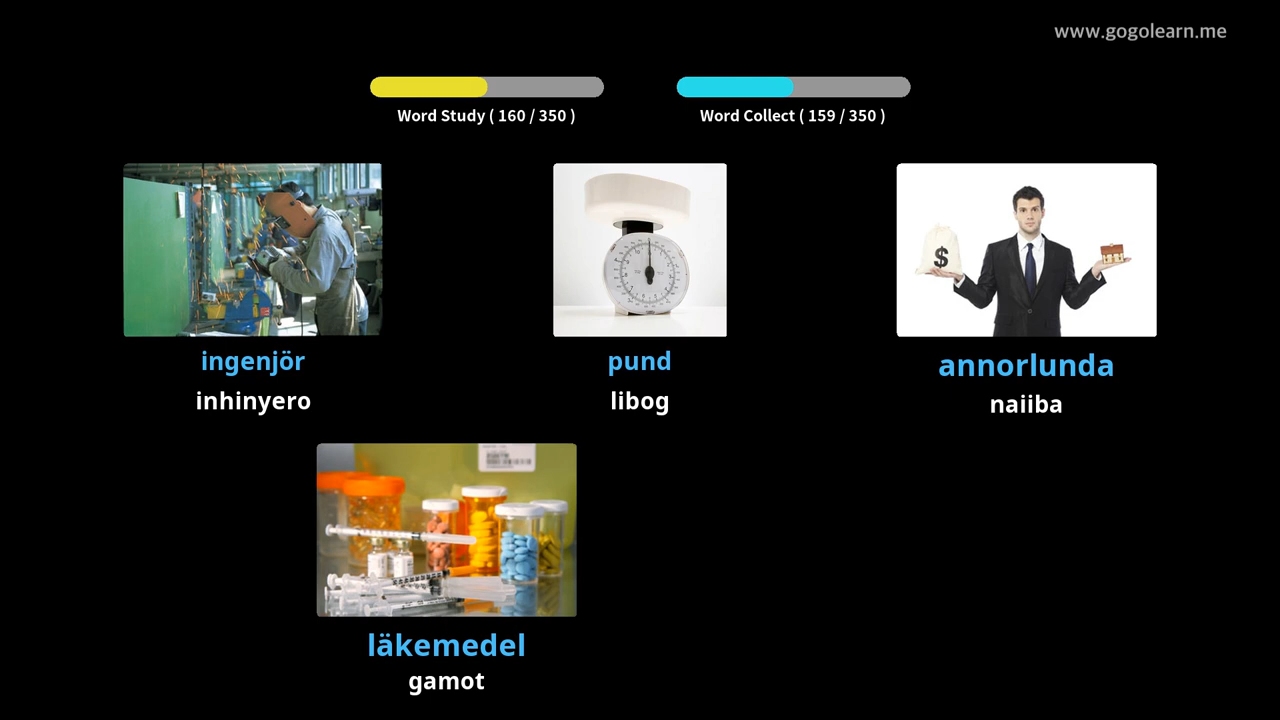 www.gogolearn.me
Word Study ( 160 / 350 )
Word Collect ( 159 / 350 )
$
ingenjör
inhinyero
pund
libog
annorlunda
naiiba
läkemedel
gamot